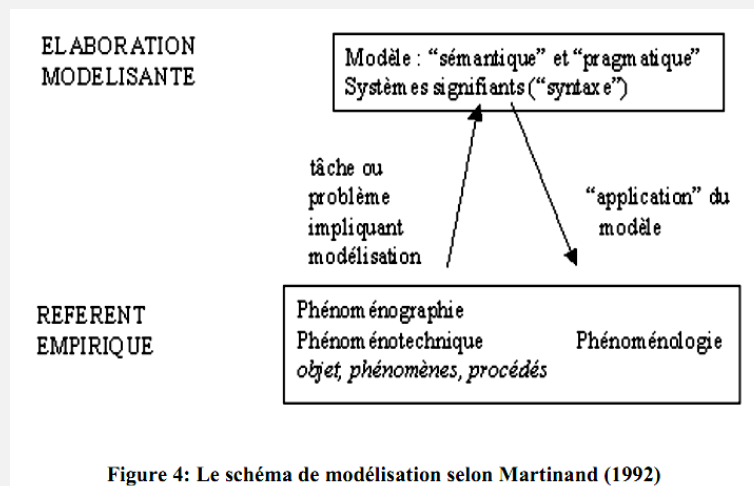 ELABORATION
MODELISANTE
Modèle : “sémantique” et “pragmatique”
Systèmes signifiants (“syntaxe”)
tâche ou
problème
impliquant
modélisation
“application” du
modèle
REFERENT
EMPIRIQUE
Phénoménographie
Phénoménotechnique Phénoménologie
objet, phénomènes, procédés
Figure 4: Le schéma de modélisation selon Martinand (1992)